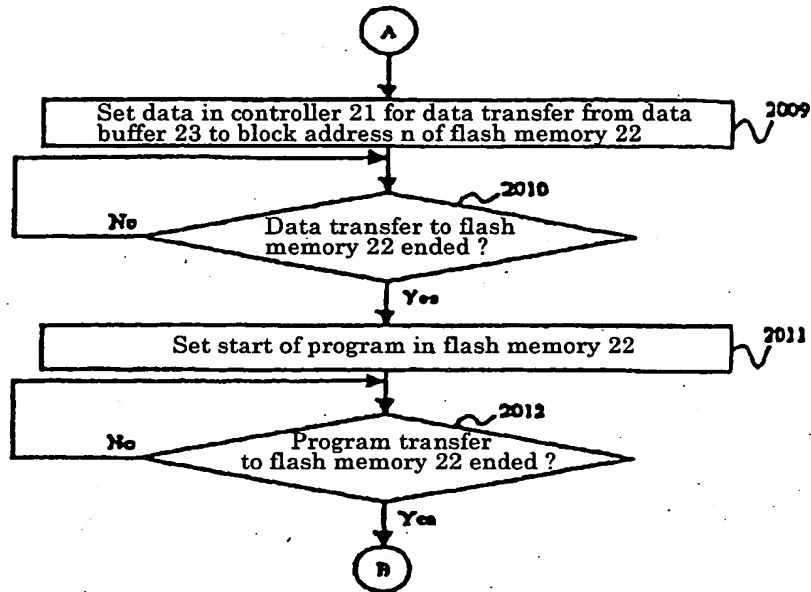 A
Set data in controller 21 for data transfer from data
buffer 23 to block address n of flash memory 22
2009
2010
No
Data transfer to flash
memory 22 ended ?
Yes
Set start of program in flash memory 22
2011
2012
No
Program transfer
to flash memory 22 ended ?
Yes
B